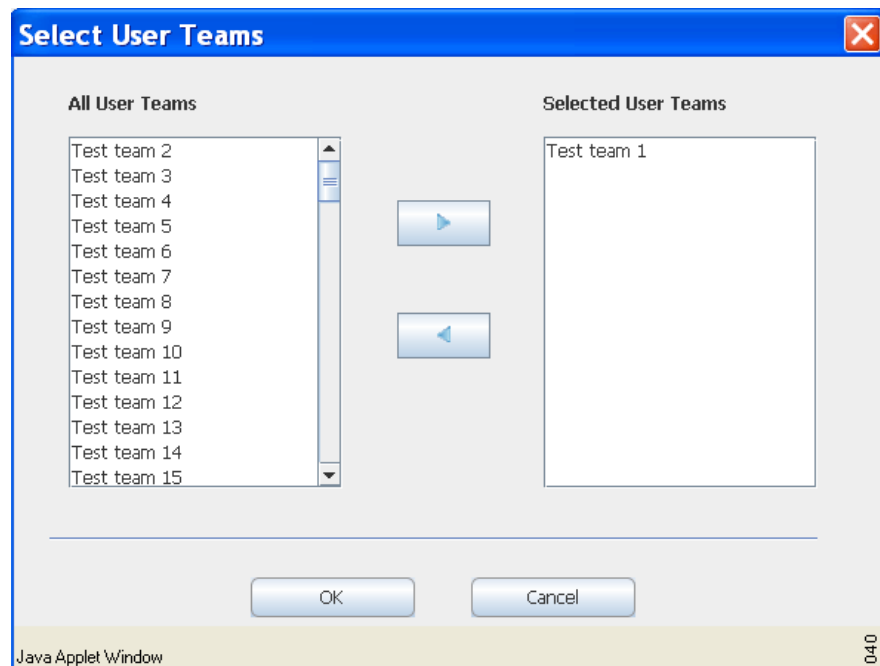 Select User Teams
All User Teams
Test team 2
Test team 3
Test team 4
Test team 5
Test team 6
Test team 7
Test team 8
Test team 9
Test team 10
Test team 11
Test team 12
Test team 13
Test team 14
Test team 15
Selected User Teams
Test team 1
OK
Cancel
Java Applet Window
040